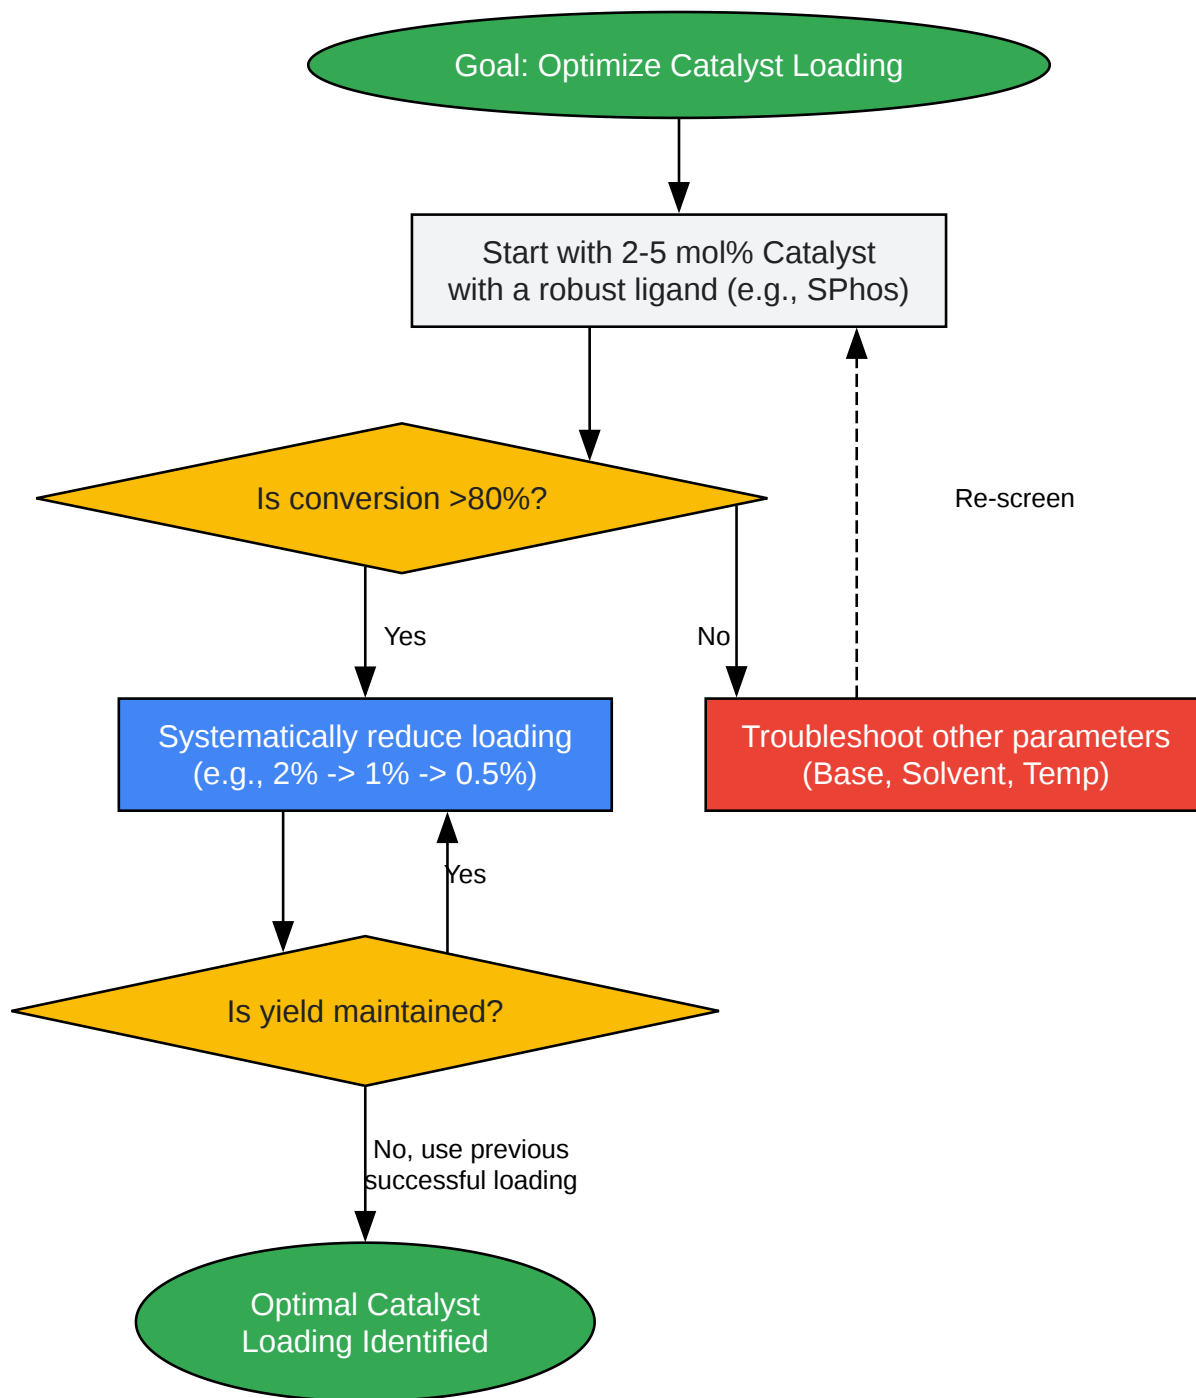 Goal: Optimize Catalyst Loading
Start with 2-5 mol% Catalyst
with a robust ligand (e.g., SPhos)
Is conversion >80%?
Re-screen
Yes
No
Systematically reduce loading
(e.g., 2% -> 1% -> 0.5%)
Troubleshoot other parameters
(Base, Solvent, Temp)
Yes
Is yield maintained?
No, use previous
successful loading
Optimal Catalyst
Loading Identified